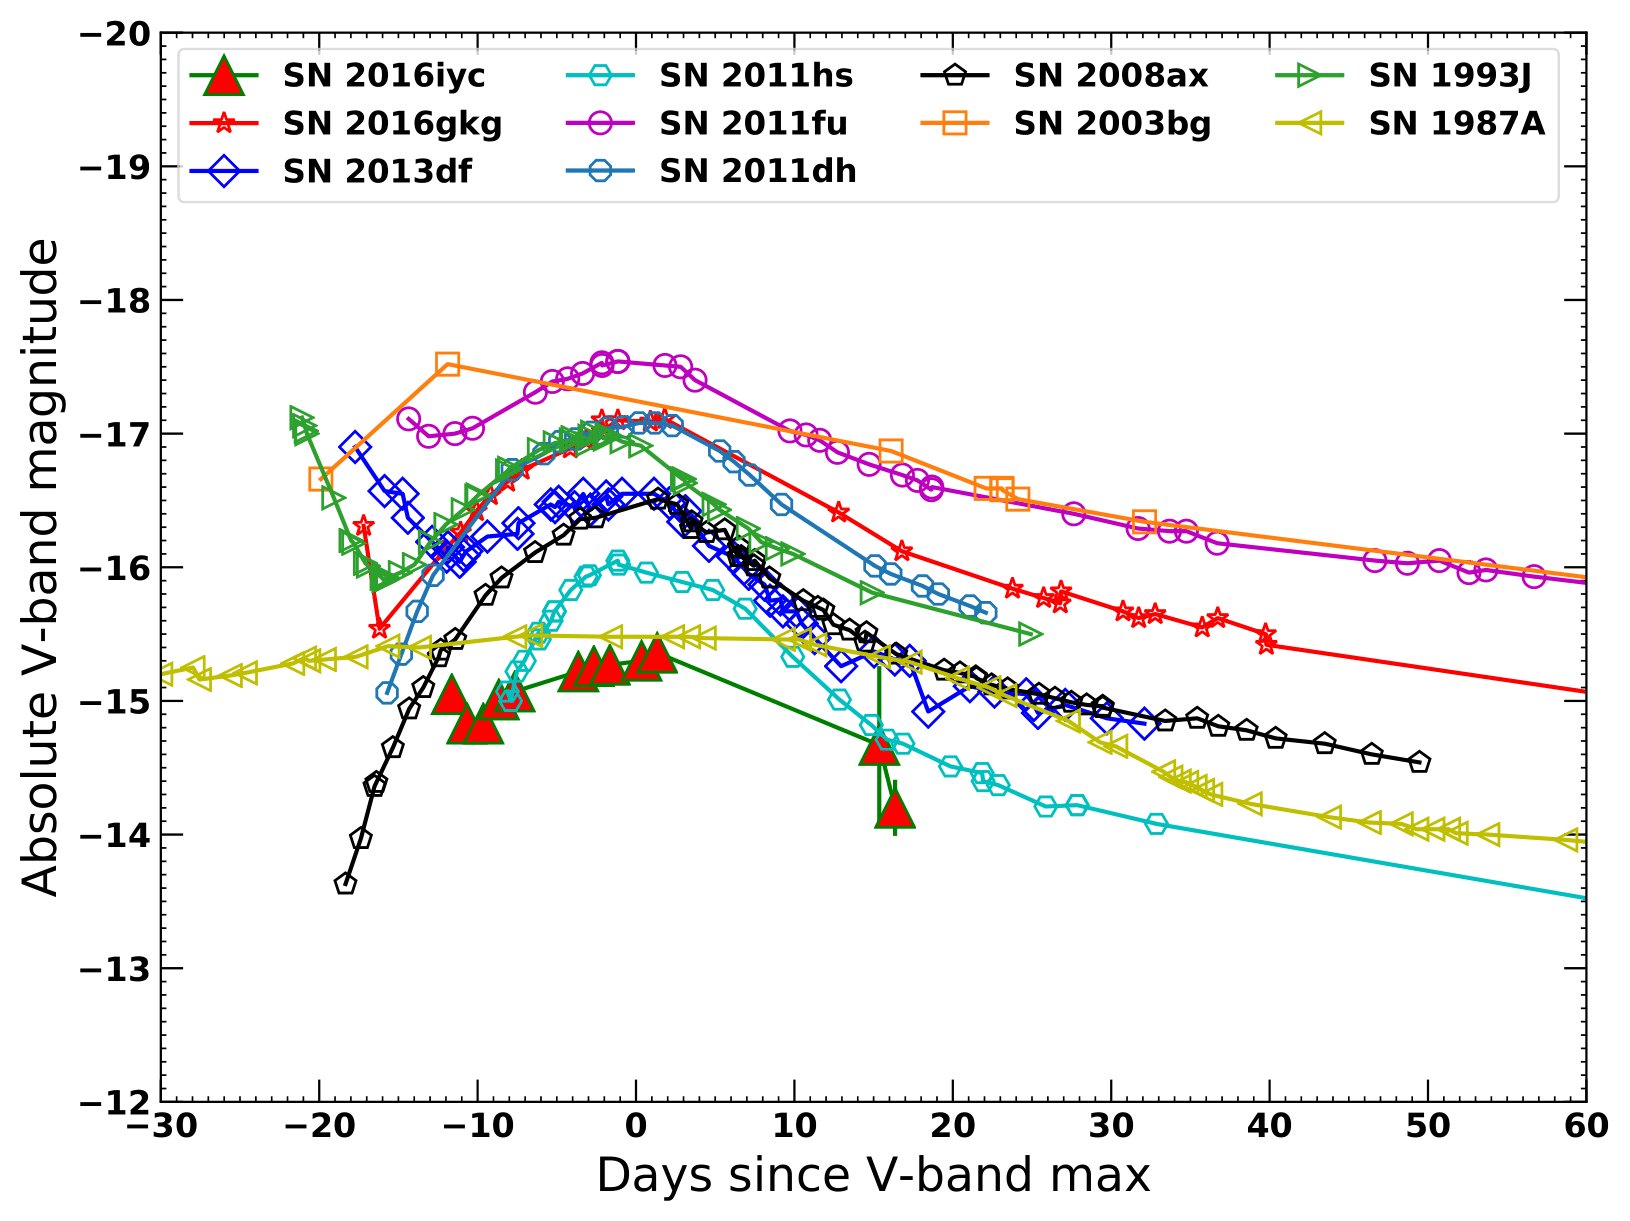 −20
−19
−18
−17
−16
−15
−14
−13
−12
Absolute V-band magnitude
SN 2016iyc
SN 2016gkg
SN 2013df
SN 2011hs
SN 2011fu
SN 2011dh
SN 2008ax
SN 2003bg
SN 1993J
SN 1987A
−30 −20 −10 0 10 20 30 40 50 60
Days since V-band max